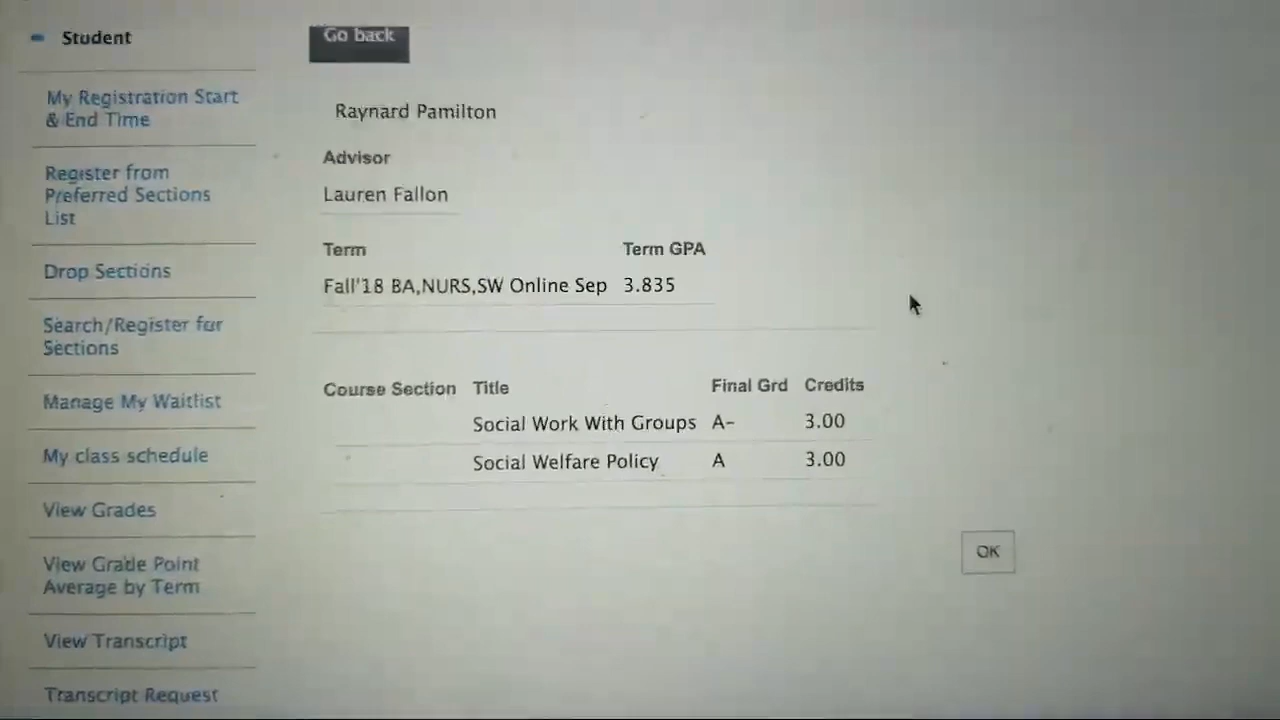 Student
My Registration Start
& End Time
Register from
Preferred Sections
List
Drop Sections
Search/Register for
Sections
Manage My Waitlist
My class schedule
View Grades
View Grade Point
Average by Term
View Transcript
Transcript Request
Go back
Raynard Pamilton
Advisor
Lauren Fallon
Term Term GPA
Fall'18 BA,NURS,SW Online Sep 3.835
Course Section Title Final Grd Credits
Social Work With Groups A- 3.00
Social Welfare Policy A 3.00
OK